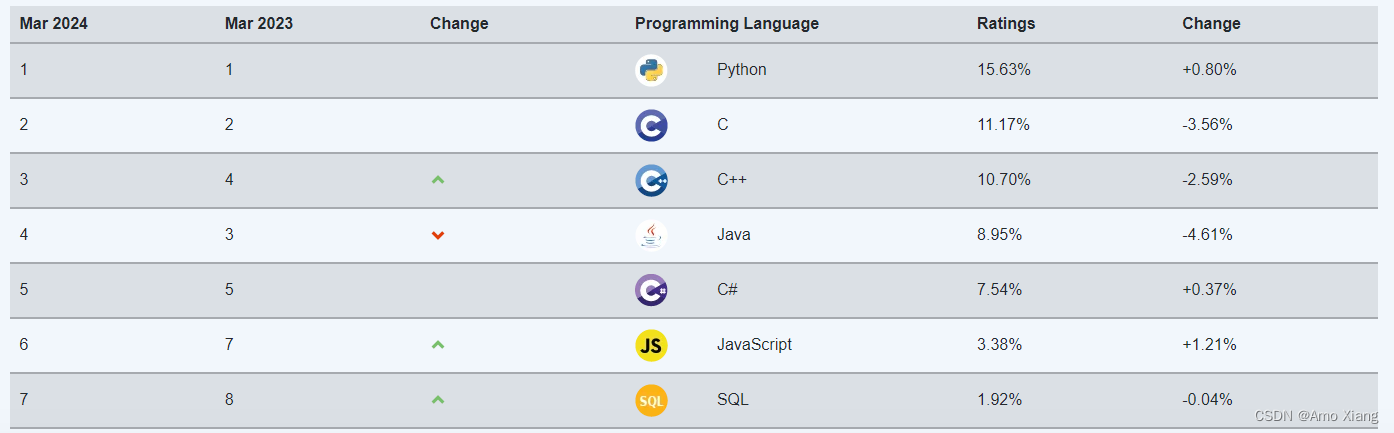 Mar 2024 Mar 2023 Change Programming Language Ratings Change
1 1 Python 15.63% +0.80%
2 2 C 11.17% -3.56%
3 4 C++ 10.70% -2.59%
4 3 Java 8.95% -4.61%
5 5 C# 7.54% +0.37%
6 7 JS JavaScript 3.38% +1.21%
7 8 SQL SQL 1.92% -0.04%
CSDN @Amo Xiang